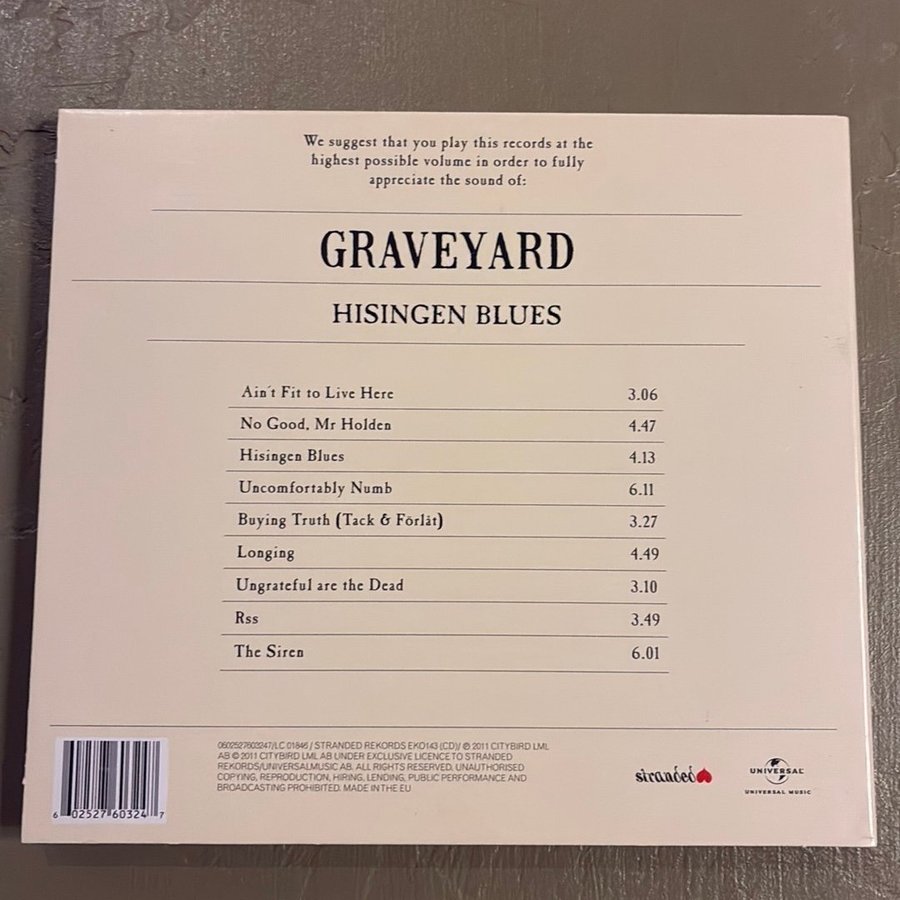 We suggest that you play this records at the
highest possible volume in order to fully
appreciate the sound of:
GRAVEYARD
HISINGEN BLUES
Ain´t Fit to Live Here 3.06
No Good, Mr Holden 4.47
Hisingen Blues 4.13
Uncomfortably Numb 6.11
Buying Truth (Tack & Förlåt) 3.27
Longing 4.49
Ungrateful are the Dead 3.10
Rss 3.49
The Siren 6.01
0602527603247/LC 01846 / STRANDED REKORDS EKO143 (CD)/ ℗ 2011 CITYBIRD LML
AB © 2011 CITYBIRD LML AB UNDER EXCLUSIVE LICENCE TO STRANDED
REKORDS/UNIVERSALMUSIC AB. ALL RIGHTS RESERVED. UNAUTHORISED
COPYING, REPRODUCTION, HIRING, LENDING, PUBLIC PERFORMANCE AND
BROADCASTING PROHIBITED. MADE IN THE EU
6 02527 60324 7
stranded
UNIVERSAL
UNIVERSAL MUSIC